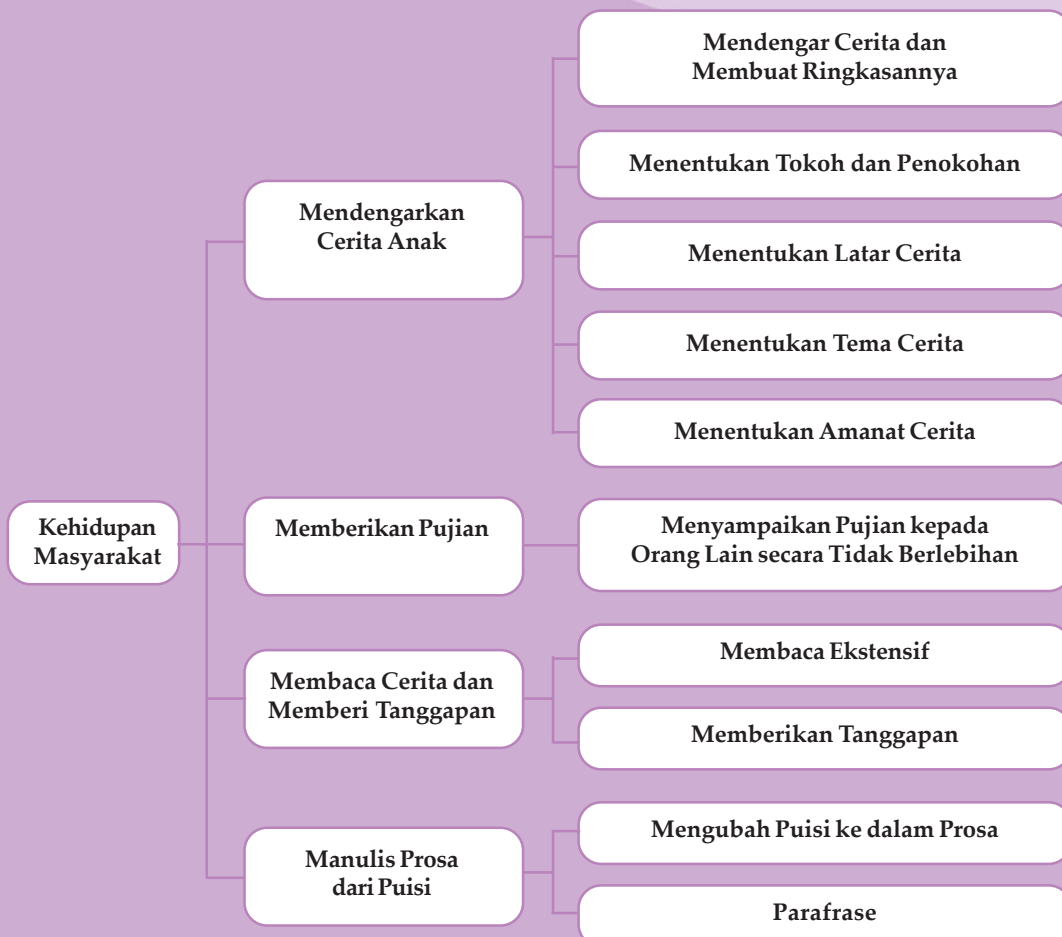 Kehidupan
Masyarakat
Mendengarkan
Cerita Anak
Mendengar Cerita dan
Membuat Ringkasannya
Menentukan Tokoh dan Penokohan
Menentukan Latar Cerita
Menentukan Tema Cerita
Menentukan Amanat Cerita
Memberikan Pujian
Menyampaikan Pujian kepada
Orang Lain secara Tidak Berlebihan
Membaca Cerita dan
Memberi Tanggapan
Membaca Ekstensif
Memberikan Tanggapan
Manulis Prosa
dari Puisi
Mengubah Puisi ke dalam Prosa
Parafrase